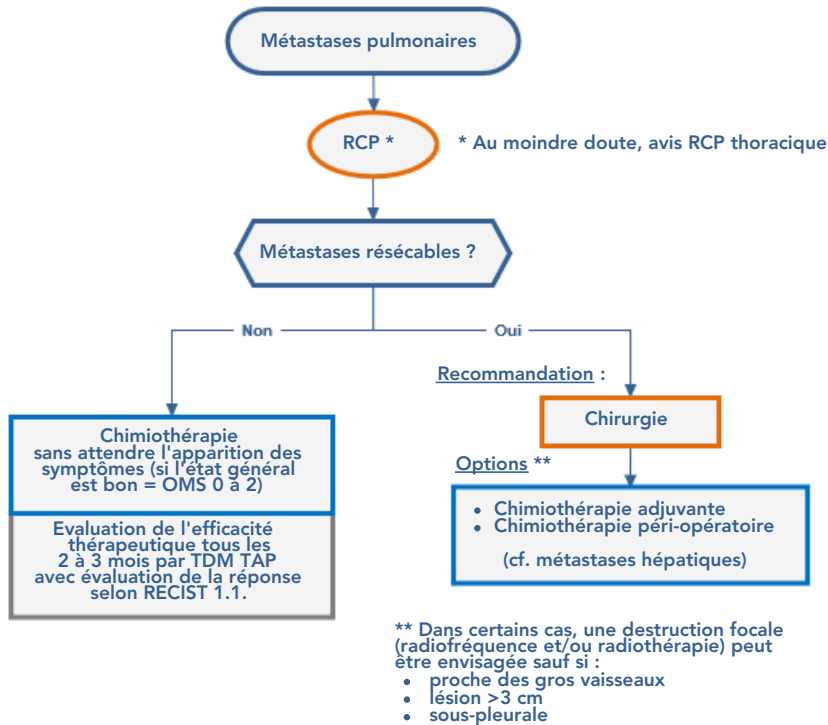 Métastases pulmonaires
RCP *
* Au moindre doute, avis RCP thoracique
Métastases résécables ?
Non
Oui
Recommandation :
Chirurgie
Chimiothérapie
sans attendre l'apparition des
symptômes (si l'état général
est bon = OMS 0 à 2)
Evaluation de l'efficacité
thérapeutique tous les
2 à 3 mois par TDM TAP
avec évaluation de la réponse
selon RECIST 1.1.
Options **
• Chimiothérapie adjuvante
• Chimiothérapie péri-opératoire
(cf. métastases hépatiques)
** Dans certains cas, une destruction focale
(radiofréquence et/ou radiothérapie) peut
être envisagée sauf si :
• proche des gros vaisseaux
• lésion >3 cm
• sous-pleurale